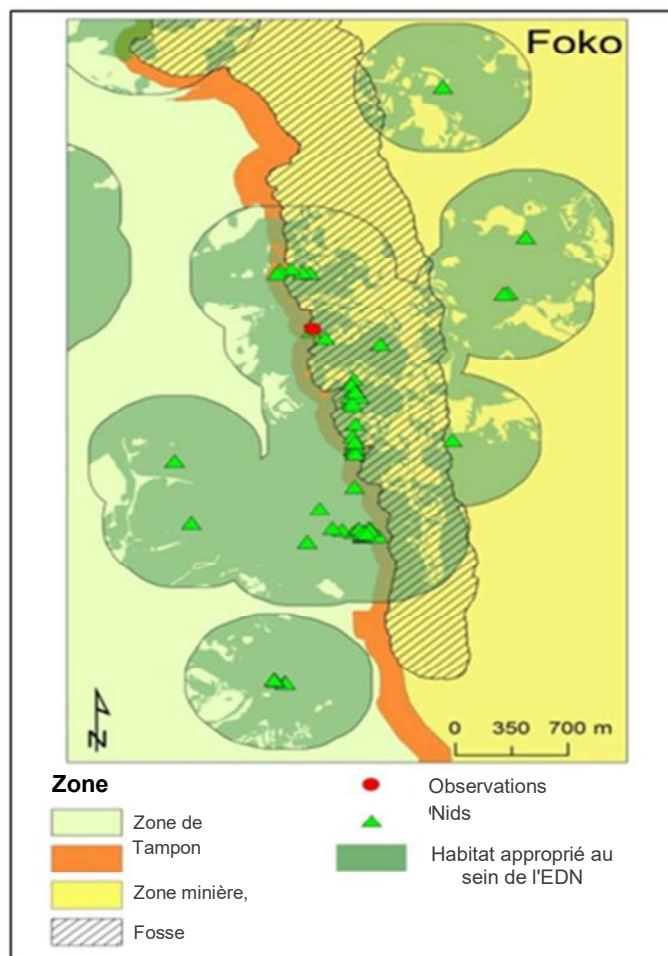 Foko
0 350 700 m
Zone
Zone de
Tampon
Zone minière,
Fosse
Observations
Nids
Habitat approprié au
sein de l'EDN